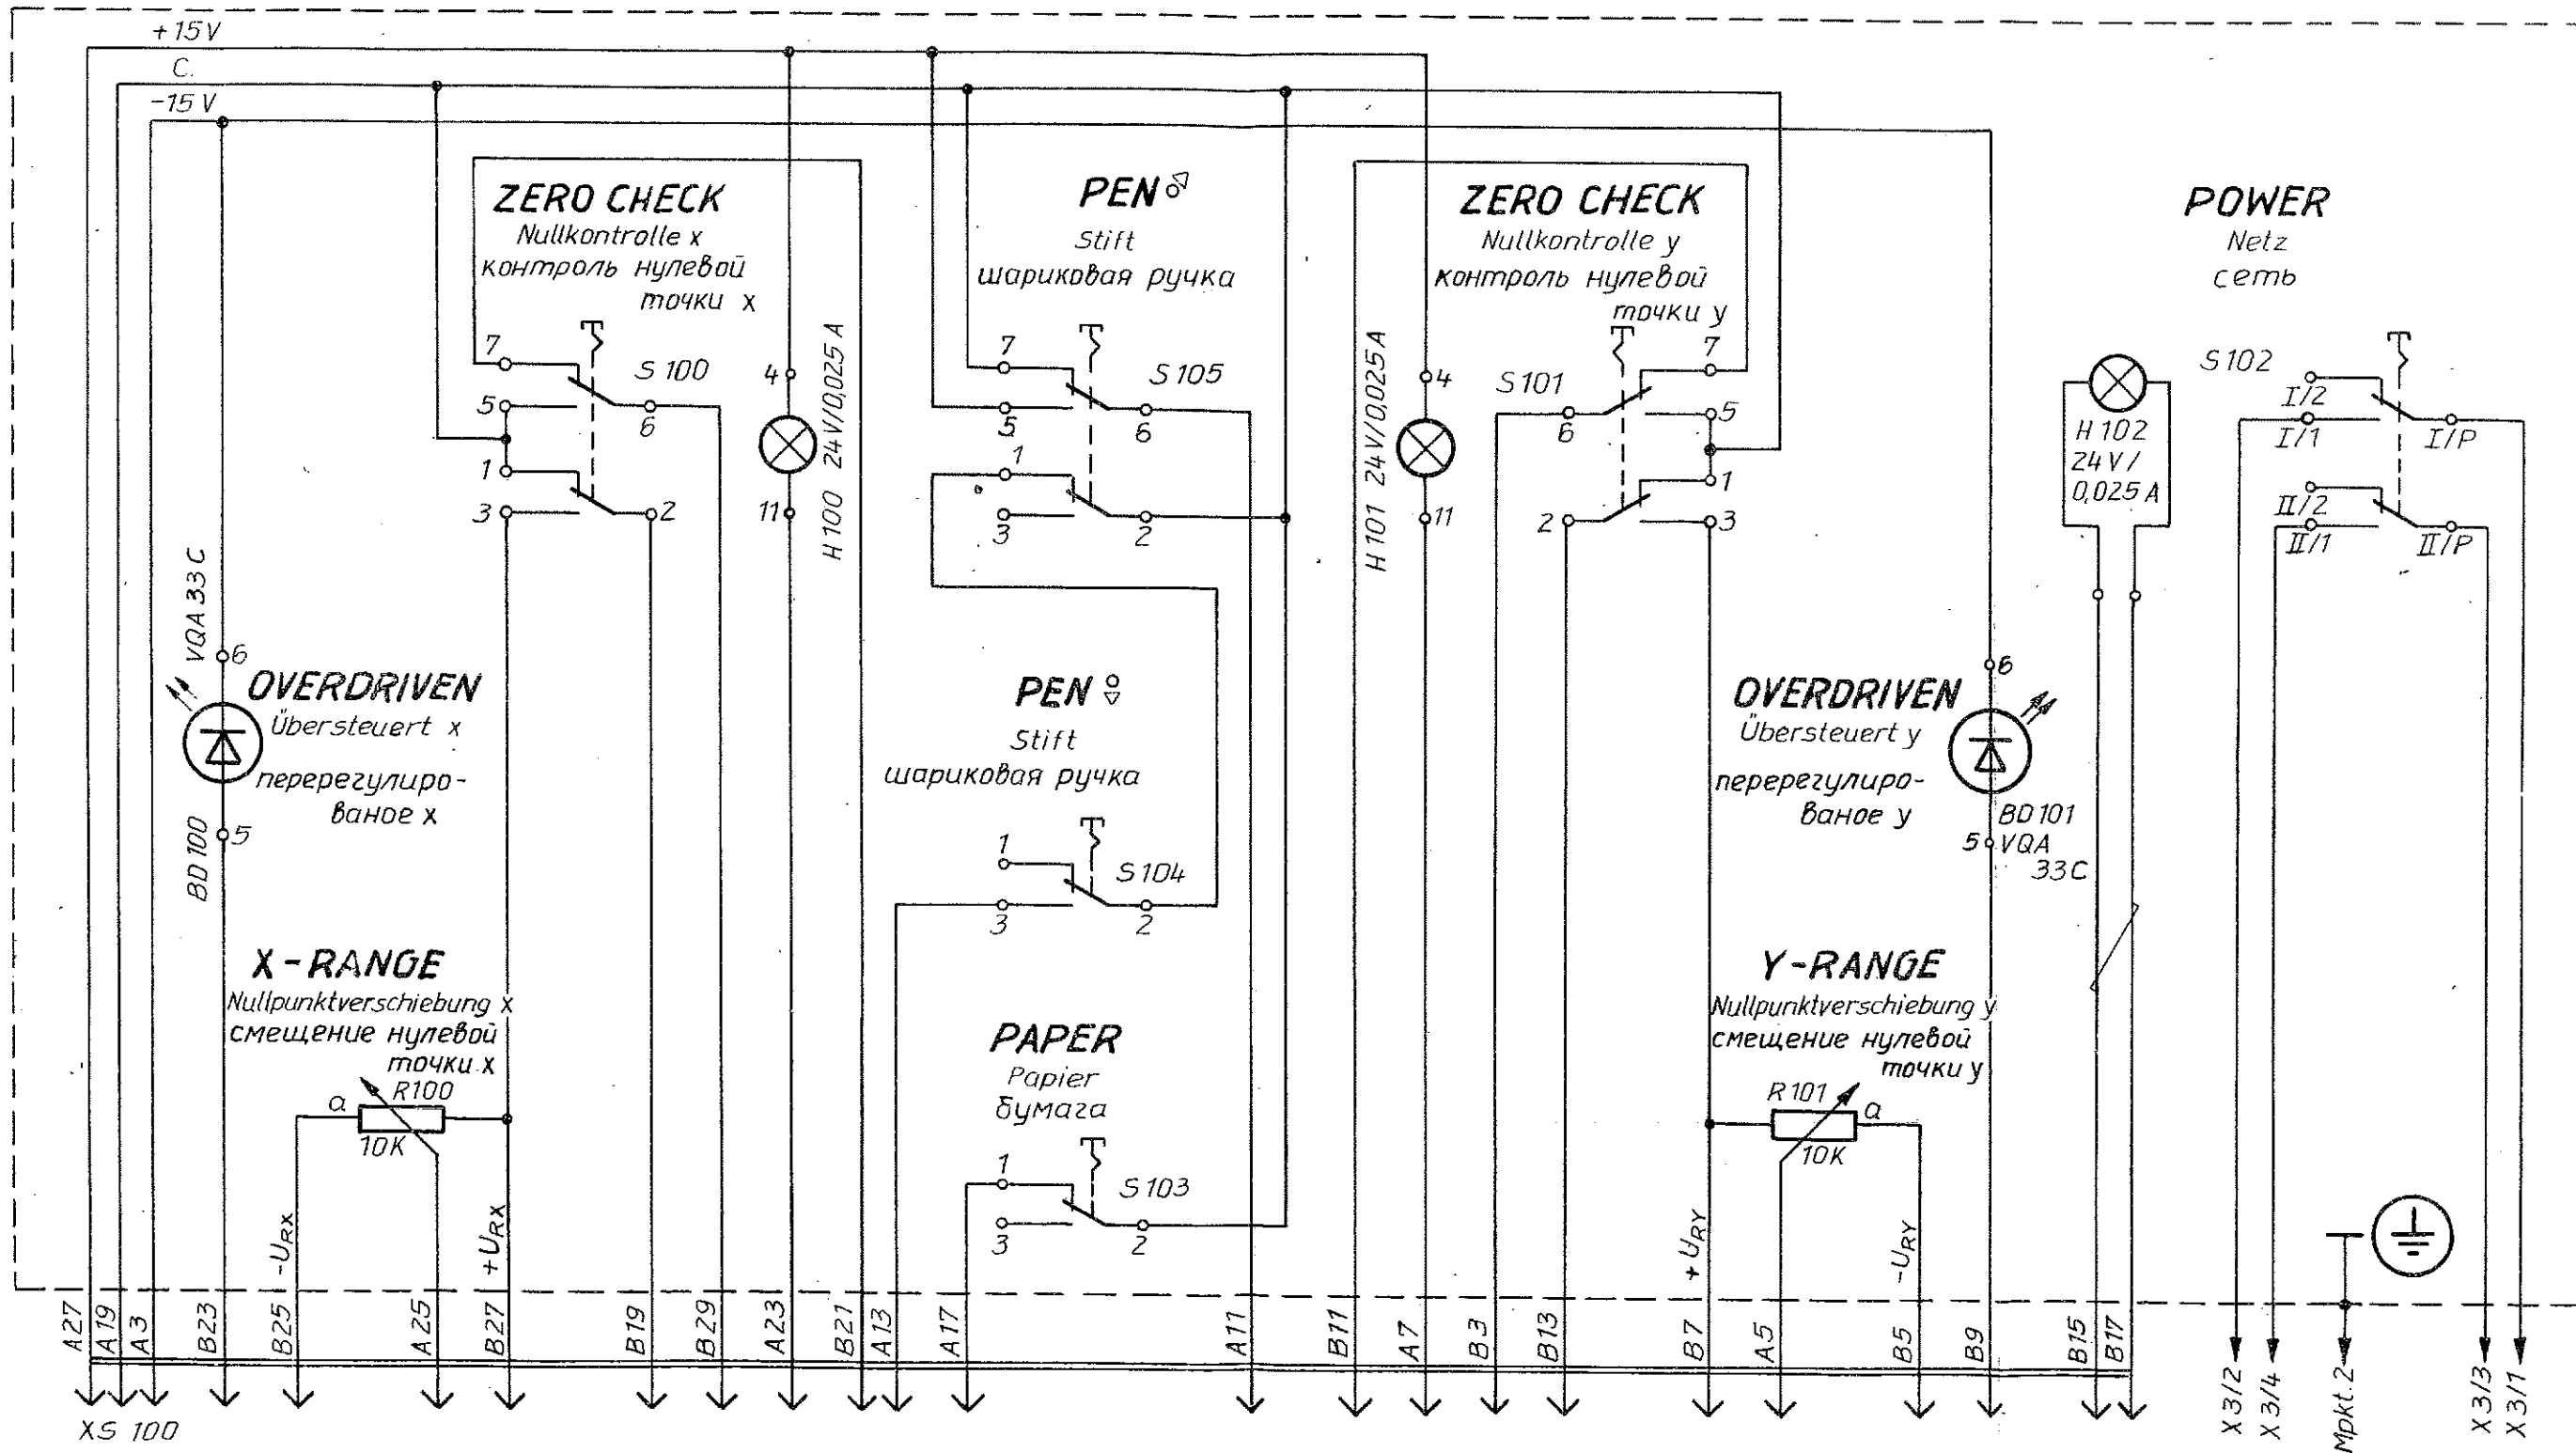 +15V
C.
-15V
ZERO CHECK
Nullkontrolle x
контроль нулевой
точки x
7
5
6
S 100
1
3
2
4
11
H 100 24V/0,025A
PEN
Stift
шариковая ручка
7
5
6
S 105
1
3
2
ZERO CHECK
Nullkontrolle y
контроль нулевой
точки y
7
S 101
6
5
1
2
3
4
11
H 101 24V/0,025A
POWER
Netz
сеть
S 102
I/2
I/1
I/P
II/2
II/1
II/P
H 102
24V/
0,025A
VQA 33 C
6
OVERDRIVEN
Übersteuert x
перерегулиро-
ваное x
BD 100
5
PEN
Stift
шариковая ручка
1
S 104
3
2
6
OVERDRIVEN
Übersteuert y
перерегулиро-
ваное y
BD 101
5 VQA
33C
X-RANGE
Nullpunktverschiebung x
смещение нулевой
точки x
R100
a
10K
-URX
+URX
PAPER
Papier
бумага
1
S 103
3
2
Y-RANGE
Nullpunktverschiebung y
смещение нулевой
точки y
R 101
a
10K
+URY
-URY
A27
A19
A3
B23
B25
A25
B27
B19
B29
A23
B21
A13
A17
A11
B11
A7
B3
B13
B7
A5
B5
B9
B15
B17
X3/2
X3/4
Mpkt.2
X3/3
X3/1
XS 100